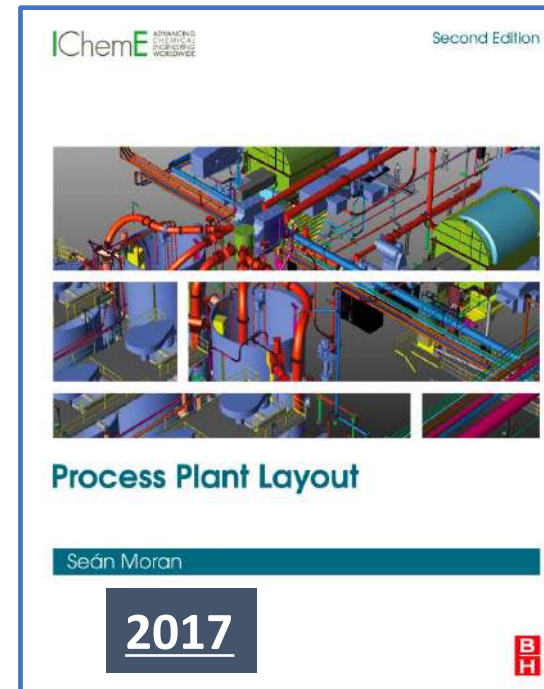 IChemE ADVANCING
CHEMICAL
ENGINEERING
WORLDWIDE
Second Edition
Process Plant Layout
Seán Moran
2017
B
H